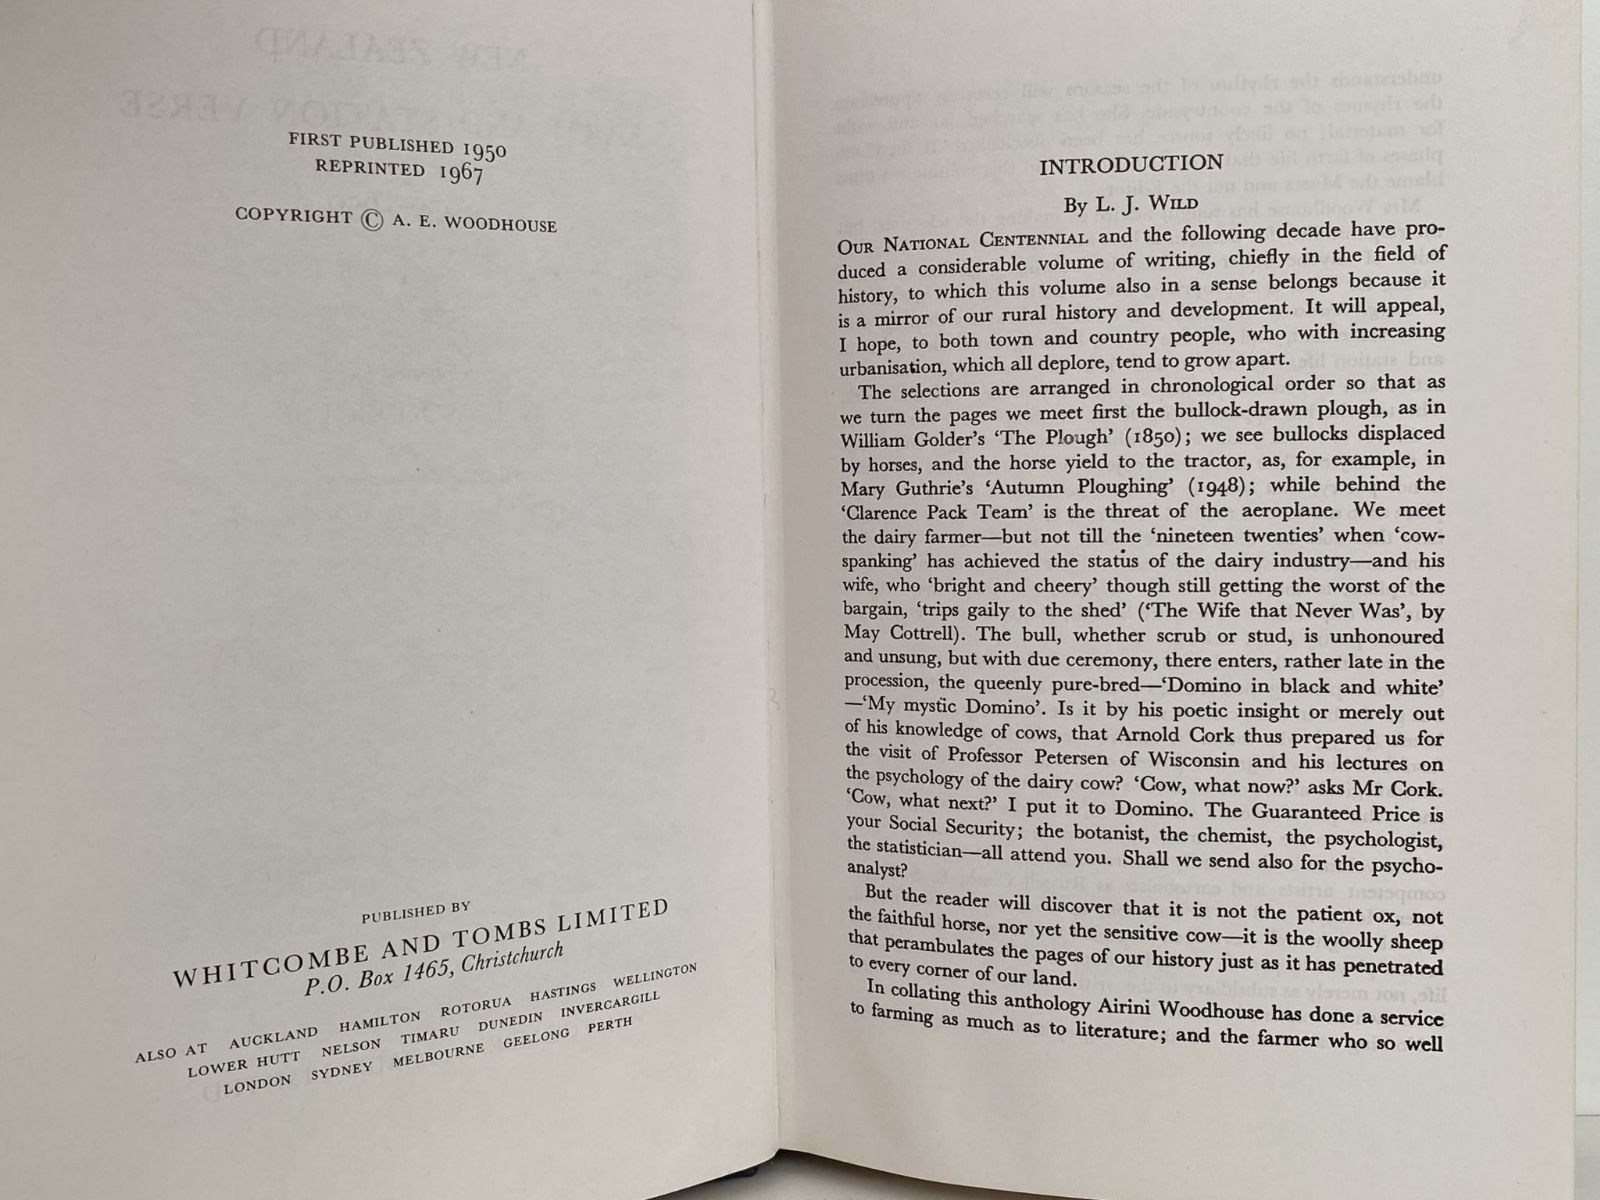 FIRST PUBLISHED 1950
REPRINTED 1967
COPYRIGHT © A. E. WOODHOUSE
PUBLISHED BY
WHITCOMBE AND TOMBS LIMITED
P.O. Box 1465, Christchurch
ALSO AT AUCKLAND HAMILTON ROTORUA HASTINGS WELLINGTON
LOWER HUTT NELSON TIMARU DUNEDIN INVERCARGILL
LONDON SYDNEY MELBOURNE GEELONG PERTH
INTRODUCTION
By L. J. WILD
OUR NATIONAL CENTENNIAL and the following decade have pro-
duced a considerable volume of writing, chiefly in the field of
history, to which this volume also in a sense belongs because it
is a mirror of our rural history and development. It will appeal,
I hope, to both town and country people, who with increasing
urbanisation, which all deplore, tend to grow apart.
The selections are arranged in chronological order so that as
we turn the pages we meet first the bullock-drawn plough, as in
William Golder's 'The Plough' (1850); we see bullocks displaced
by horses, and the horse yield to the tractor, as, for example, in
Mary Guthrie's 'Autumn Ploughing' (1948); while behind the
'Clarence Pack Team' is the threat of the aeroplane. We meet
the dairy farmer—but not till the 'nineteen twenties' when 'cow-
spanking' has achieved the status of the dairy industry—and his
wife, who 'bright and cheery' though still getting the worst of the
bargain, 'trips gaily to the shed' ('The Wife that Never Was', by
May Cottrell). The bull, whether scrub or stud, is unhonoured
and unsung, but with due ceremony, there enters, rather late in the
procession, the queenly pure-bred—'Domino in black and white'
—'My mystic Domino'. Is it by his poetic insight or merely out
of his knowledge of cows, that Arnold Cork thus prepared us for
the visit of Professor Petersen of Wisconsin and his lectures on
the psychology of the dairy cow? 'Cow, what now?' asks Mr Cork.
'Cow, what next?' I put it to Domino. The Guaranteed Price is
your Social Security; the botanist, the chemist, the psychologist,
the statistician—all attend you. Shall we send also for the psycho-
analyst?
But the reader will discover that it is not the patient ox, not
the faithful horse, nor yet the sensitive cow—it is the woolly sheep
that perambulates the pages of our history just as it has penetrated
to every corner of our land.
In collating this anthology Airini Woodhouse has done a service
to farming as much as to literature; and the farmer who so well